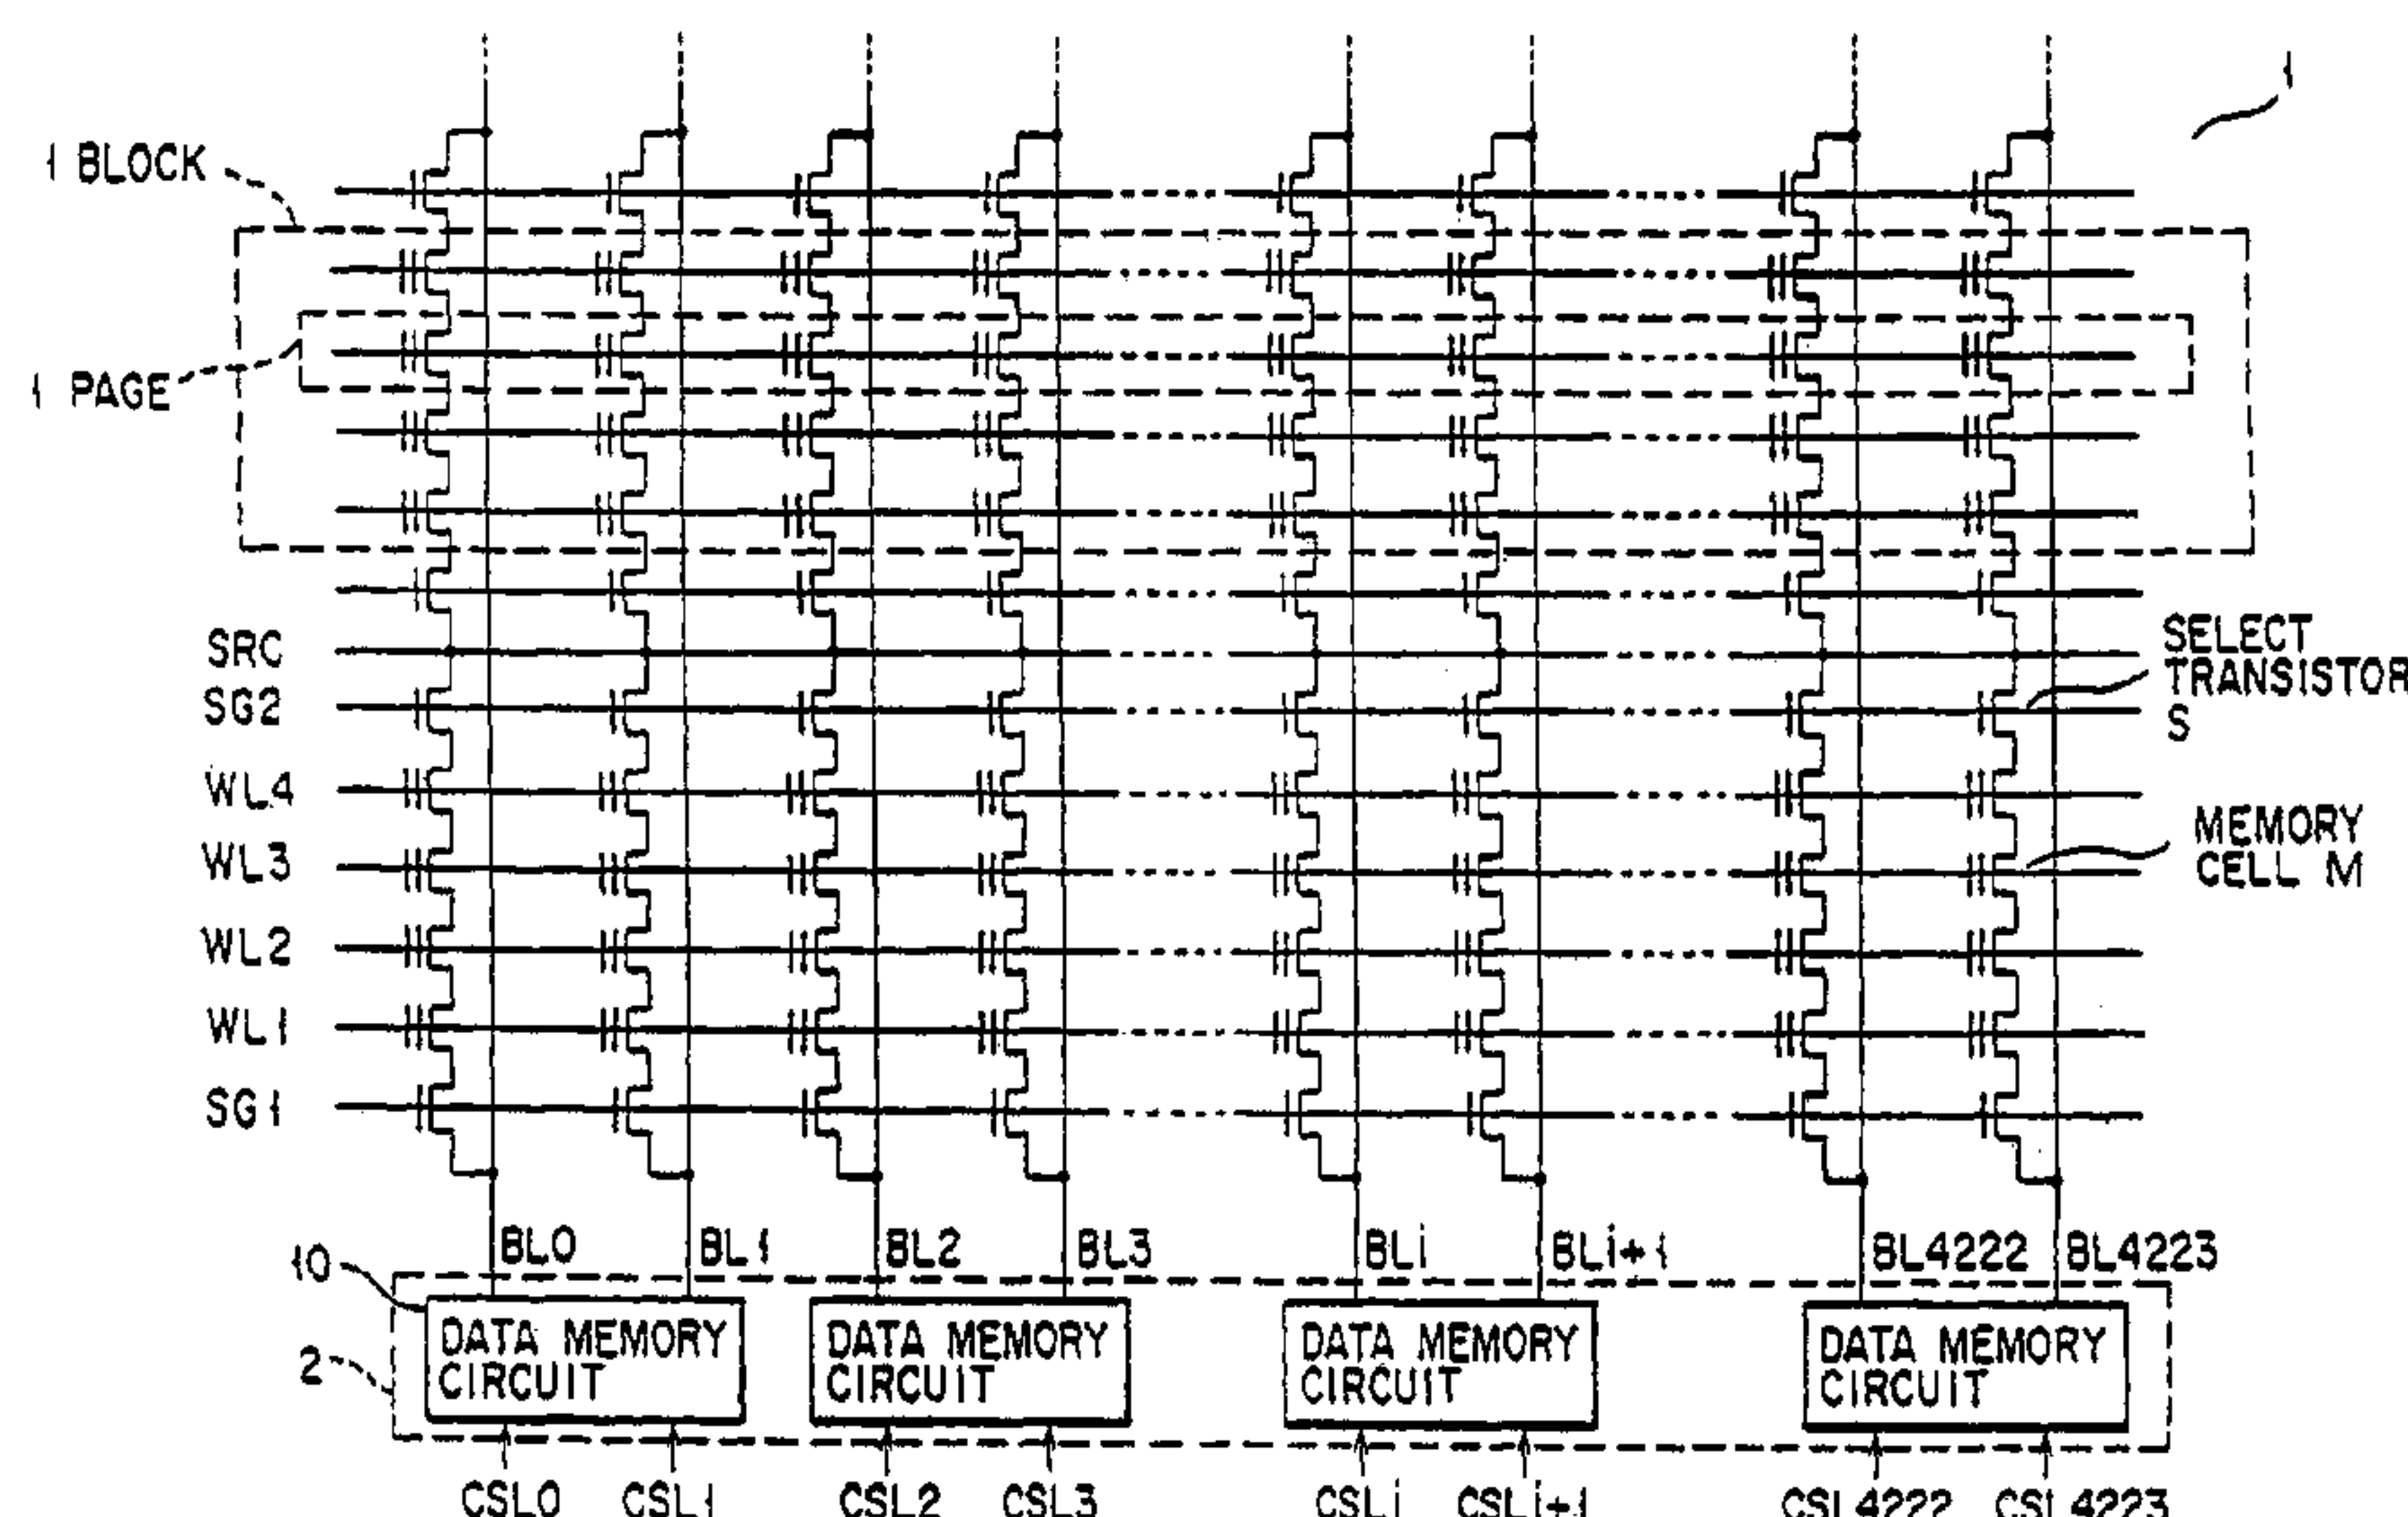 1
1 BLOCK
1 PAGE
SRC
SELECT
TRANSISTOR
S
SG2
WL4
MEMORY
CELL M
WL3
WL2
WL1
SG1
BL0 BL1 BL2 BL3 BLi BLi+1 BL4222 BL4223
10
2
DATA MEMORY
CIRCUIT
DATA MEMORY
CIRCUIT
DATA MEMORY
CIRCUIT
DATA MEMORY
CIRCUIT
CSL0 CSL1 CSL2 CSL3 CSLi CSLi+1 CSL4222 CSL4223